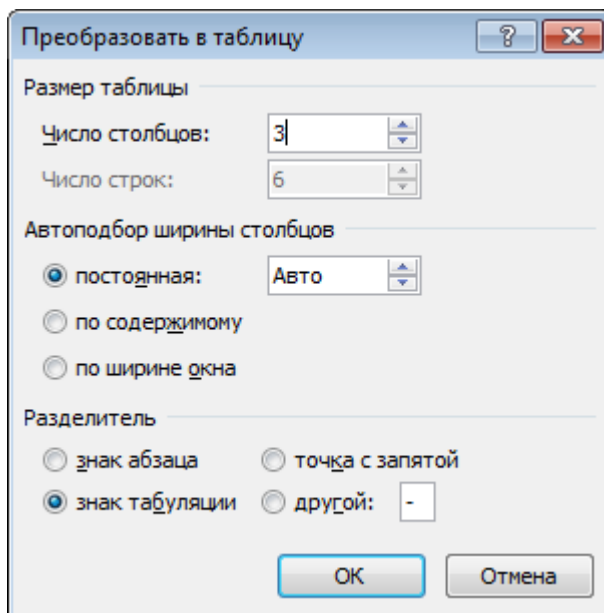 Преобразовать в таблицу
Размер таблицы
Число столбцов: 3
Число строк: 6
Автоподбор ширины столбцов
постоянная: Авто
по содержимому
по ширине окна
Разделитель
знак абзаца точка с запятой
знак табуляции другой: -
ОК Отмена